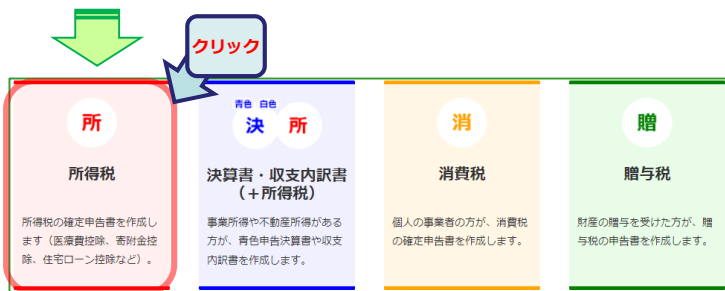 クリック
所
所得税
所得税の確定申告書を作成し
ます（医療費控除、寄附金控
除、住宅ローン控除など）。
青色 白色
決 所
決算書・収支内訳書
（＋所得税）
事業所得や不動産所得がある
方が、青色申告決算書や収支
内訳書を作成します。
消
消費税
個人の事業者の方が、消費税
の確定申告書を作成します。
贈
贈与税
財産の贈与を受けた方が、贈
与税の申告書を作成します。